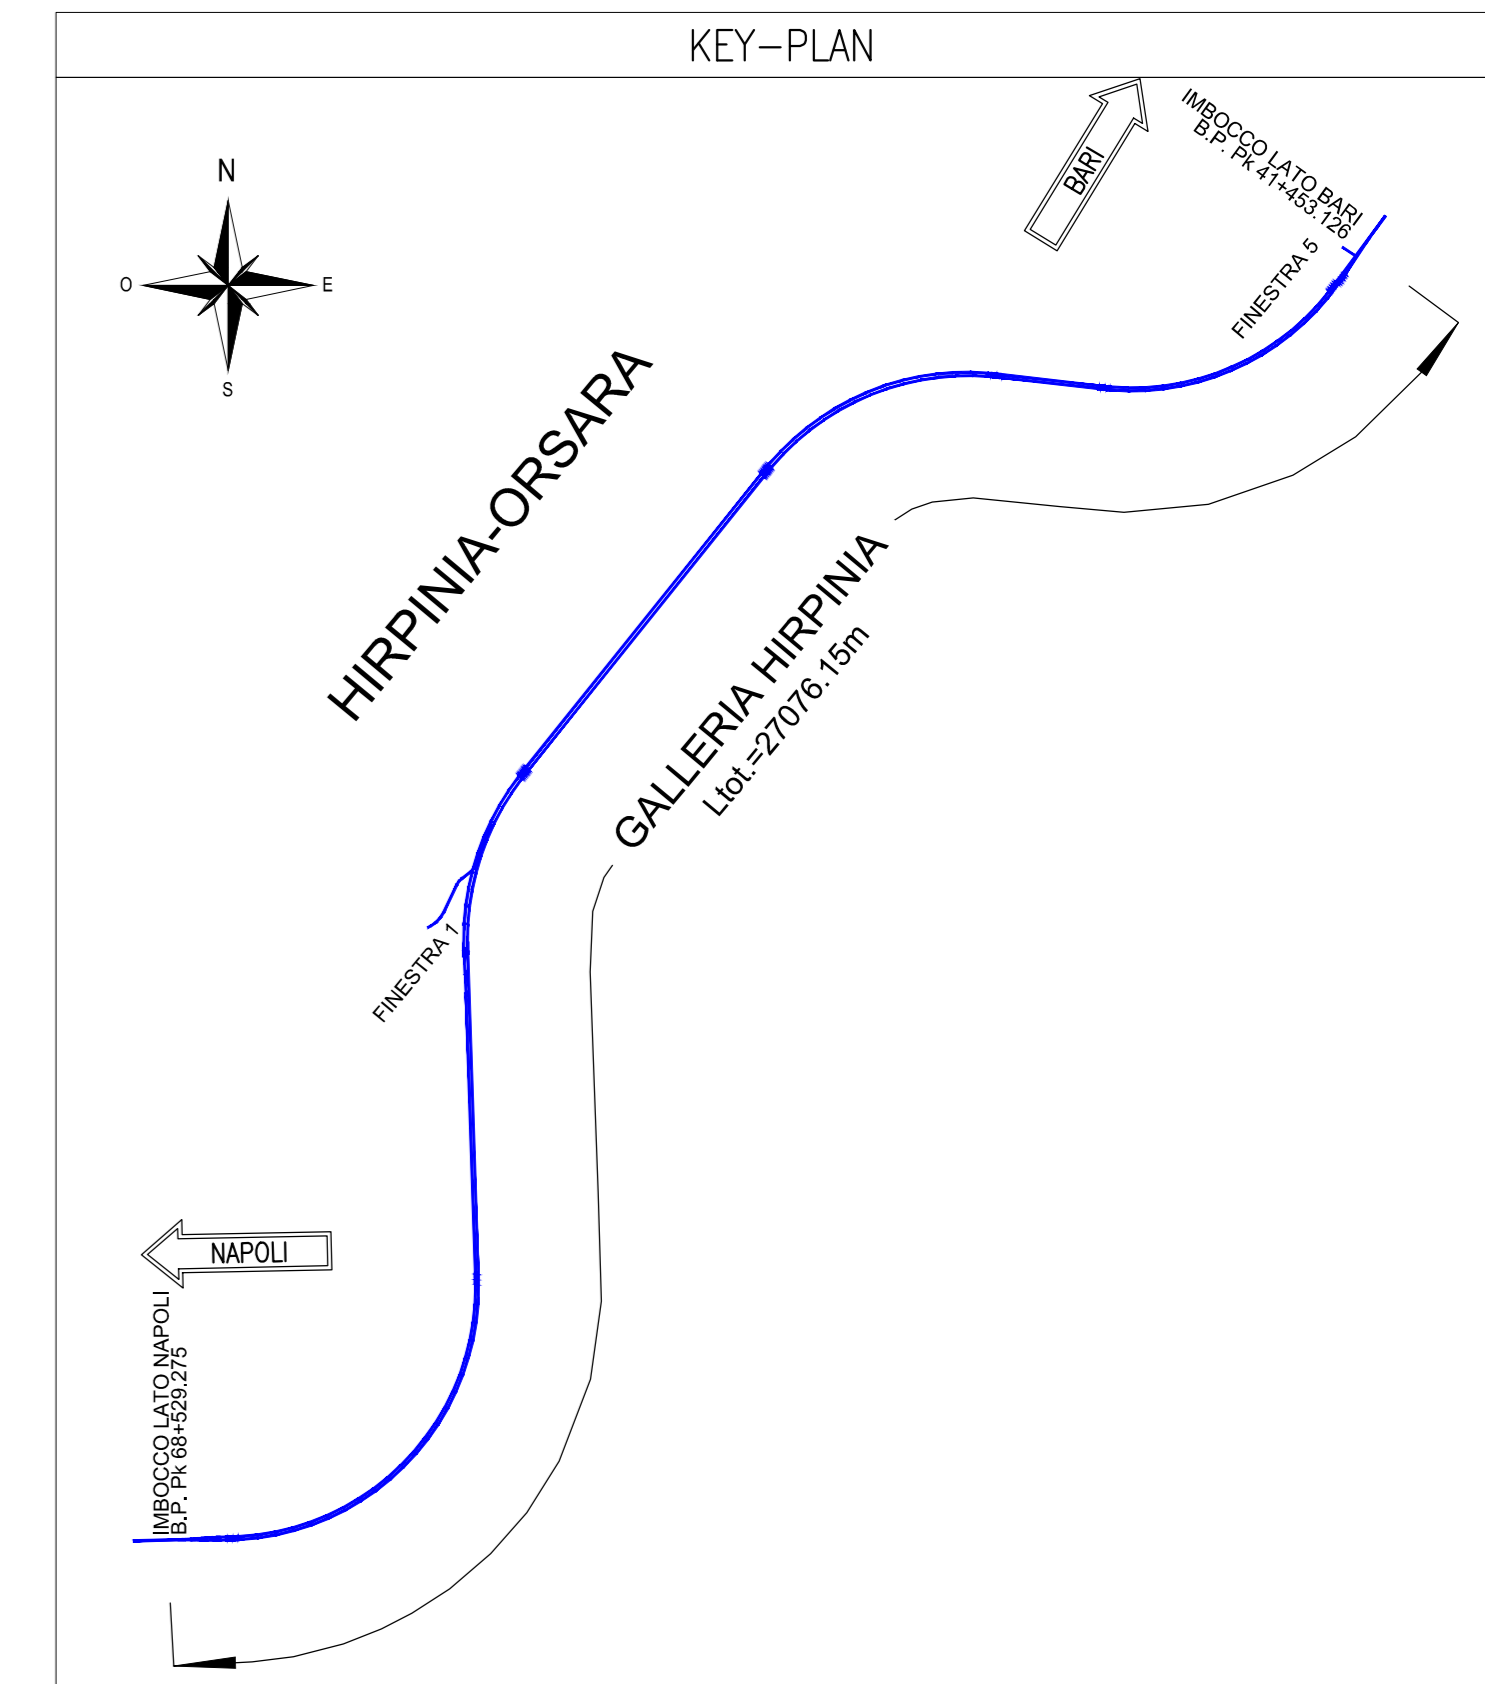 KEY-PLAN
BARI
IMBOCCO LATO BARI
B.P. Pk 41+453.126
FINESTRA 5
N
O
E
S
HIRPINIA-ORSARA
GALLERIA HIRPINIA
Ltot.=27076.15m
FINESTRA 1
NAPOLI
IMBOCCO LATO NAPOLI
B.P. Pk 68+529.275